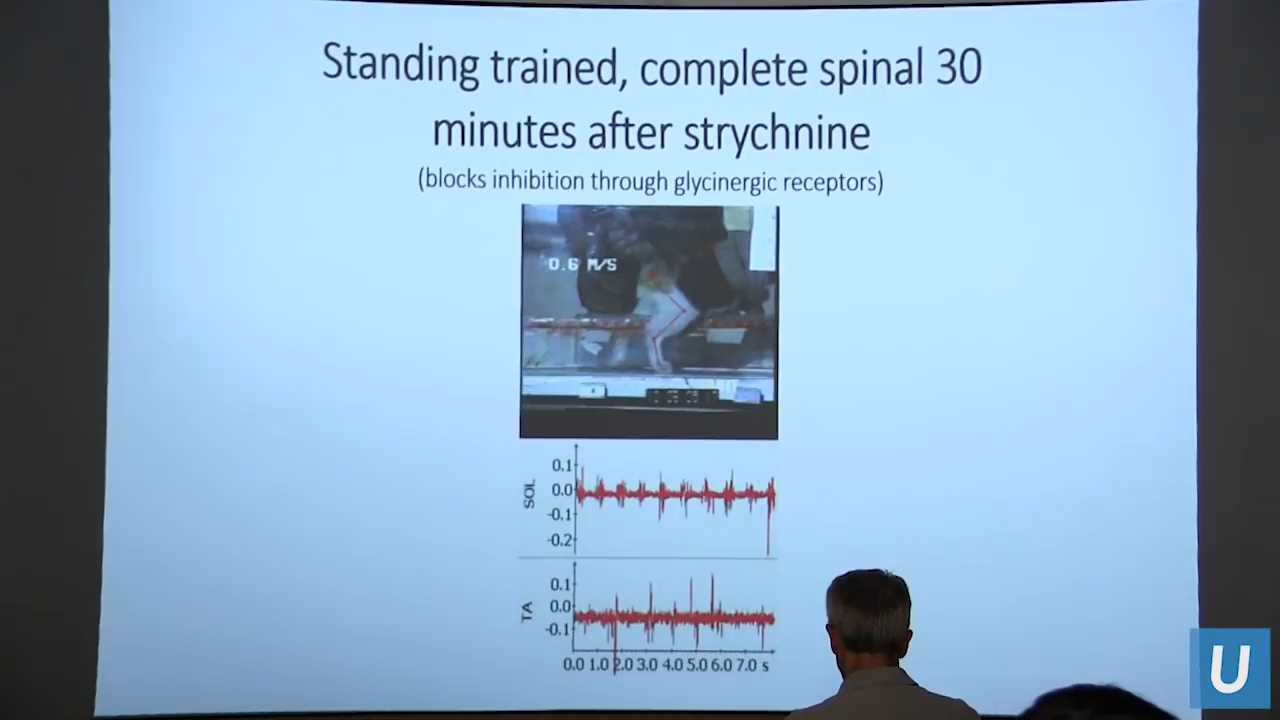 Standing trained, complete spinal 30
minutes after strychnine
(blocks inhibition through glycinergic receptors)
0.6 M/S
0.1
0.0
-0.1
-0.2
SOL
0.1
0.0
-0.1
TA
0.0 1.0 2.0 3.0 4.0 5.0 6.0 7.0 s
U